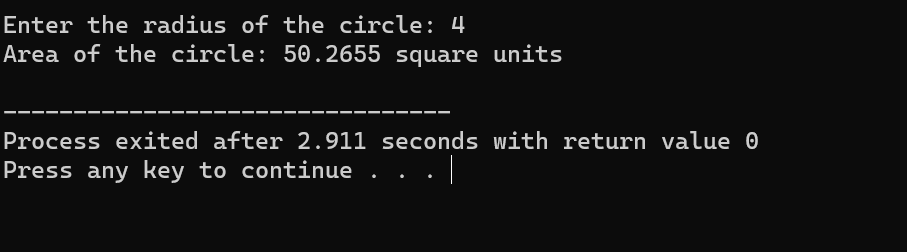 Enter the radius of the circle: 4
Area of the circle: 50.2655 square units
--------------------------------
Process exited after 2.911 seconds with return value 0
Press any key to continue . . .